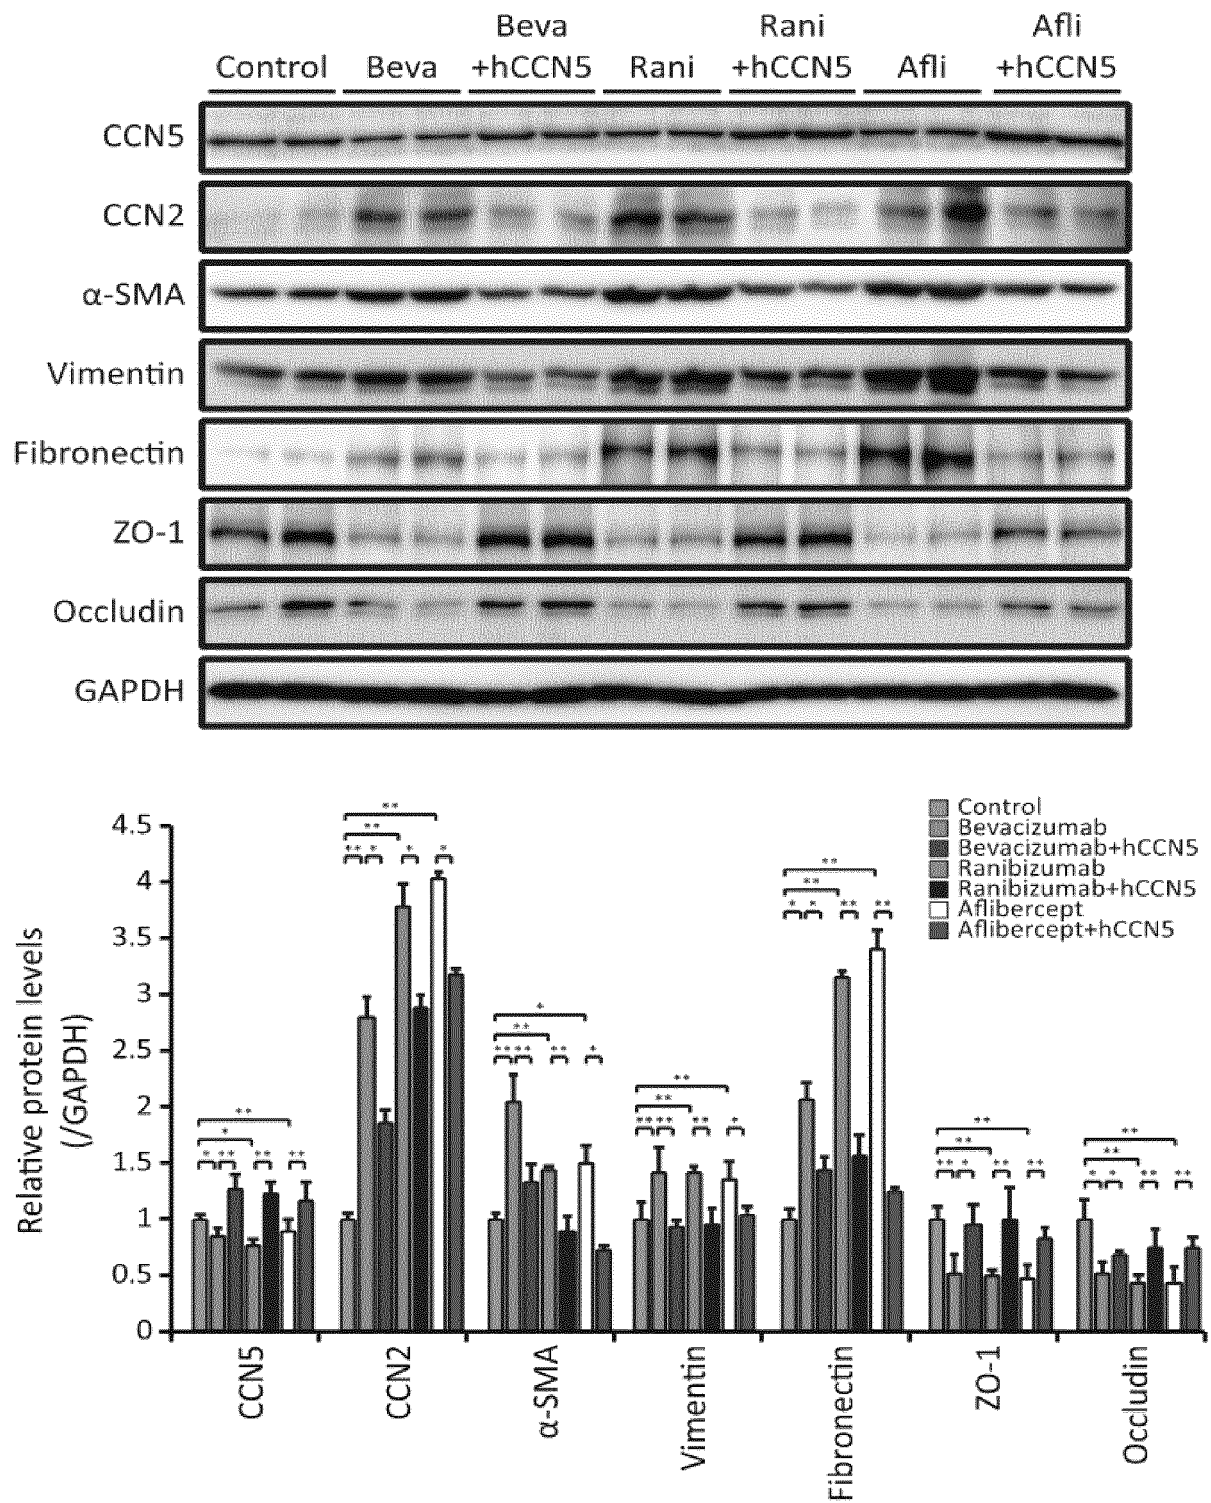 Beva Rani Afli
Control Beva +hCCN5 Rani +hCCN5 Afli +hCCN5
CCN5
CCN2
α-SMA
Vimentin
Fibronectin
ZO-1
Occludin
GAPDH
Control
Bevacizumab
Bevacizumab+hCCN5
Ranibizumab
Ranibizumab+hCCN5
Aflibercept
Aflibercept+hCCN5
Relative protein levels
(/GAPDH)
4.5
4
3.5
3
2.5
2
1.5
1
0.5
0
** ** ** * *
** * ** ** **
* ** ** * ** ** ** **
** ** * **
** * ** ** * *
** ** ** ** ** *
** ** * * ** **
** ** ** * ** **
** ** * * ** **
CCN5 CCN2 α-SMA Vimentin Fibronectin ZO-1 Occludin